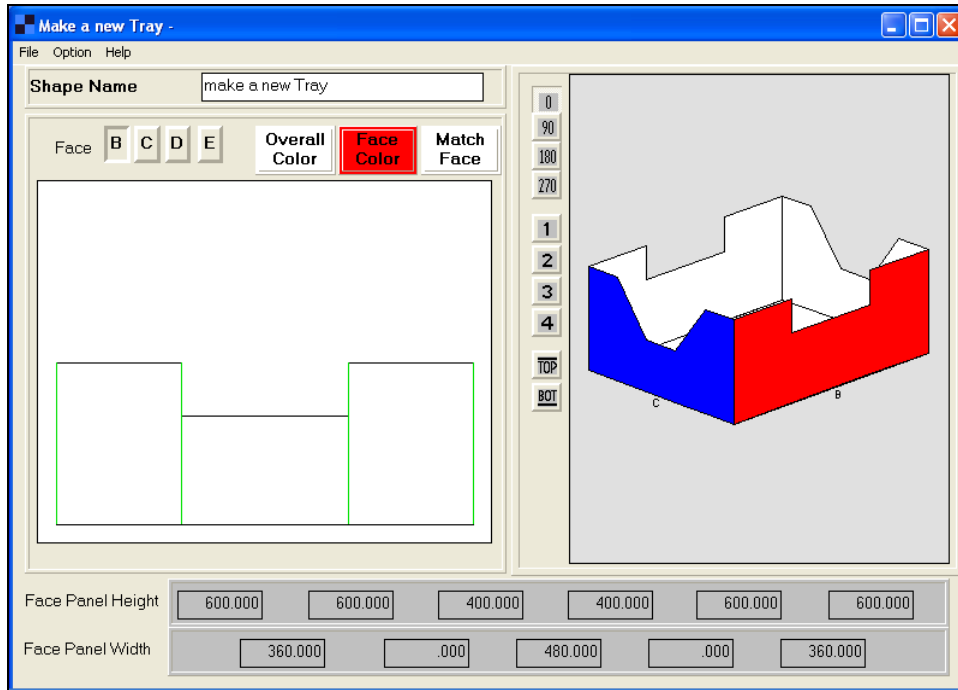 Make a new Tray -
File Option Help
Shape Name make a new Tray
Face B C D E
Overall Color
Face Color
Match Face
0
90
180
270
1
2
3
4
TOP
BOT
C
B
Face Panel Height 600.000 600.000 400.000 400.000 600.000 600.000
Face Panel Width 360.000 .000 480.000 .000 360.000